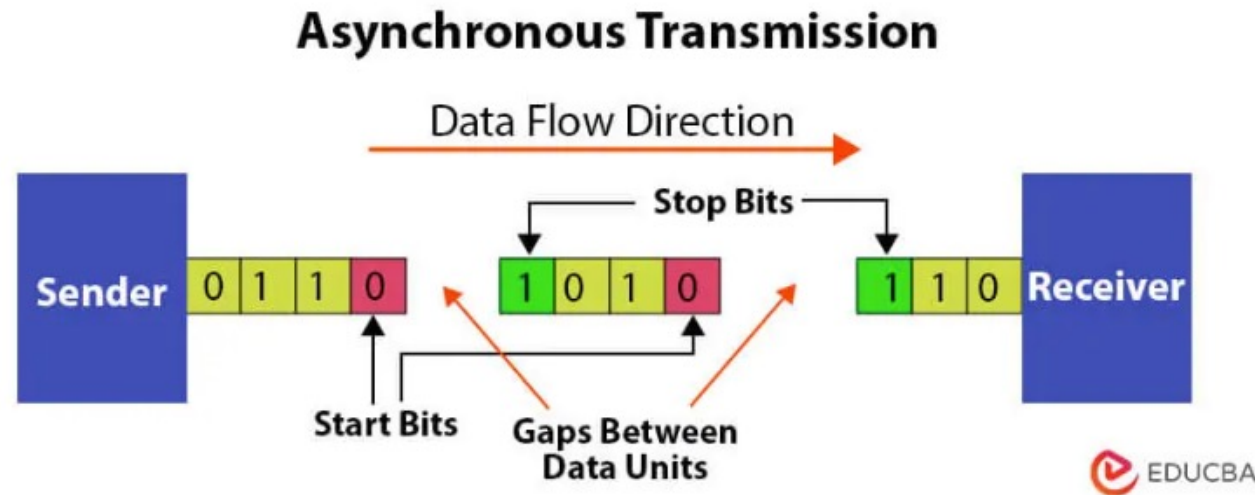 Asynchronous Transmission
Data Flow Direction
Stop Bits
Sender
0 1 1 0
1 0 1 0
1 1 0
Receiver
Start Bits
Gaps Between
Data Units
EDUCBA